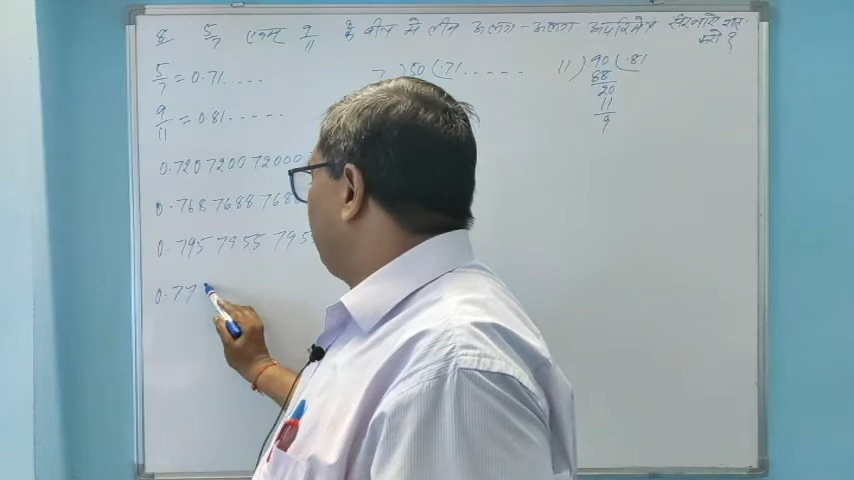 8 5/7 एवम् 9/11 के बीच में तीन अलग-अलग अपरिमेय संख्याएँ ज्ञात करो ?
5/7 = 0.71..... 7 ) 50 ( .71...... 11 ) 90 ( .81
88
20
11
9
9/11 = 0.81.....
0.720 7200 72000
0.768 7688 768
0.795 7955 795
0.77